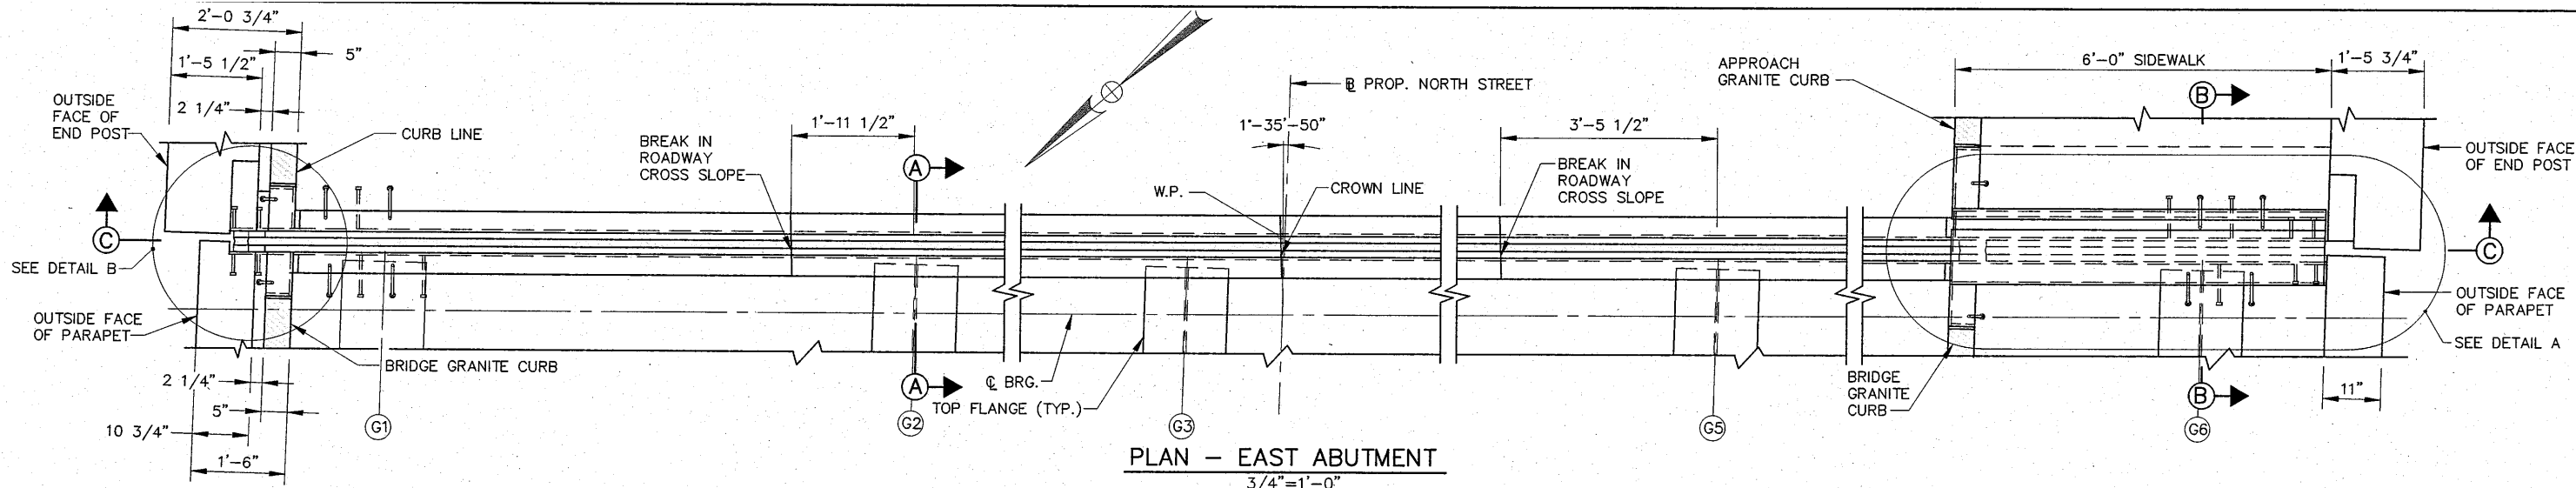 2'-0 3/4"
5"
1'-5 1/2"
2 1/4"
OUTSIDE
FACE OF
END POST
CURB LINE
BREAK IN
ROADWAY
CROSS SLOPE
1'-11 1/2"
A
W.P.
℄ PROP. NORTH STREET
1°-35'-50"
CROWN LINE
3'-5 1/2"
BREAK IN
ROADWAY
CROSS SLOPE
APPROACH
GRANITE CURB
6'-0" SIDEWALK
1'-5 3/4"
B
OUTSIDE FACE
OF END POST
C
SEE DETAIL B
C
OUTSIDE FACE
OF PARAPET
OUTSIDE FACE
OF PARAPET
SEE DETAIL A
BRIDGE GRANITE CURB
2 1/4"
5"
10 3/4"
1'-6"
G1
A
G2
℄ BRG.
TOP FLANGE (TYP.)
G3
G5
BRIDGE
GRANITE
CURB
B
G6
11"
PLAN - EAST ABUTMENT
3/4"=1'-0"